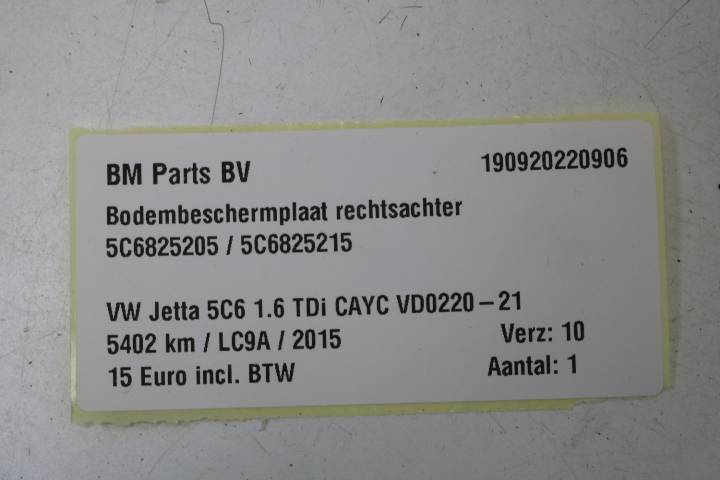 BM Parts BV 190920220906
Bodembeschermplaat rechtsachter
5C6825205 / 5C6825215
VW Jetta 5C6 1.6 TDi CAYC VD0220-21
5402 km / LC9A / 2015 Verz: 10
15 Euro incl. BTW Aantal: 1